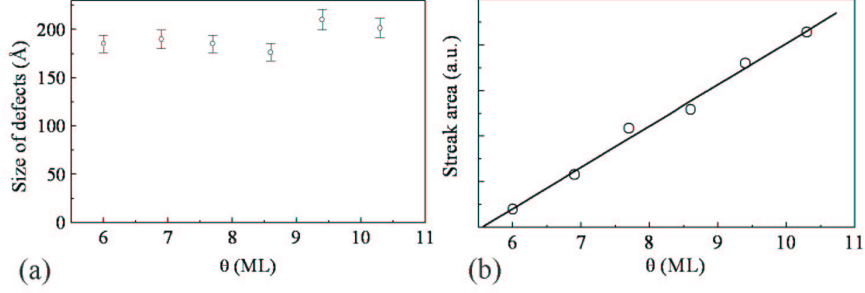 200
150
100
50
0
Size of defects (Å)
6 7 8 9 10 11
θ (ML)
(a)
Streak area (a.u.)
6 7 8 9 10 11
θ (ML)
(b)